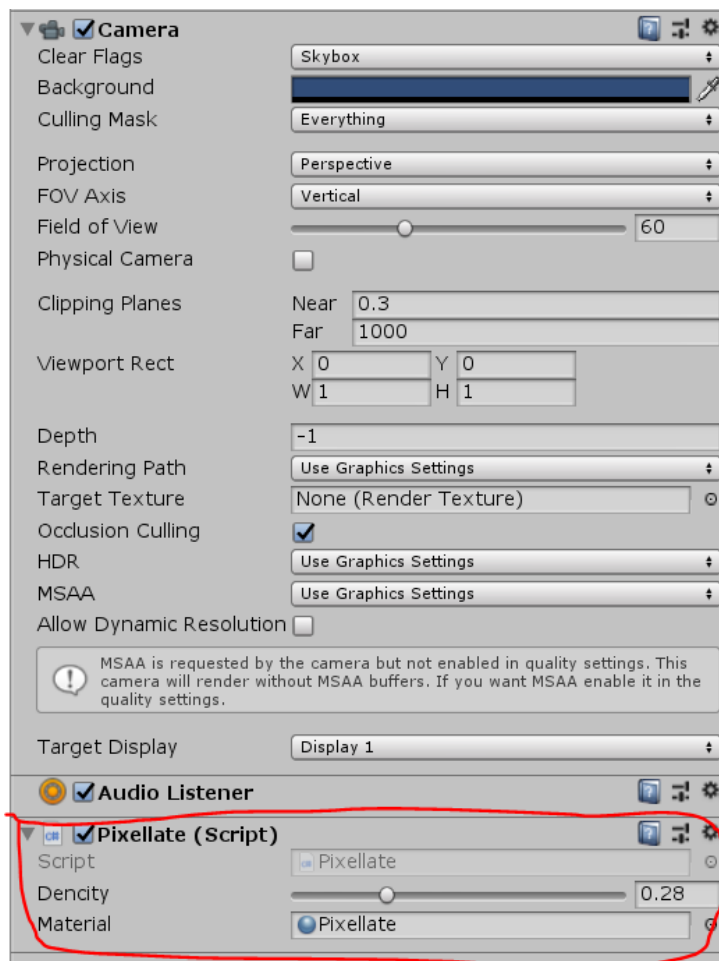 Camera
Clear Flags Skybox
Background
Culling Mask Everything
Projection Perspective
FOV Axis Vertical
Field of View 60
Physical Camera
Clipping Planes Near 0.3
Far 1000
Viewport Rect X 0 Y 0
W 1 H 1
Depth -1
Rendering Path Use Graphics Settings
Target Texture None (Render Texture)
Occlusion Culling
HDR Use Graphics Settings
MSAA Use Graphics Settings
Allow Dynamic Resolution
MSAA is requested by the camera but not enabled in quality settings. This
camera will render without MSAA buffers. If you want MSAA enable it in the
quality settings.
Target Display Display 1
Audio Listener
c# Pixellate (Script)
Script Pixellate
Dencity 0.28
Material Pixellate